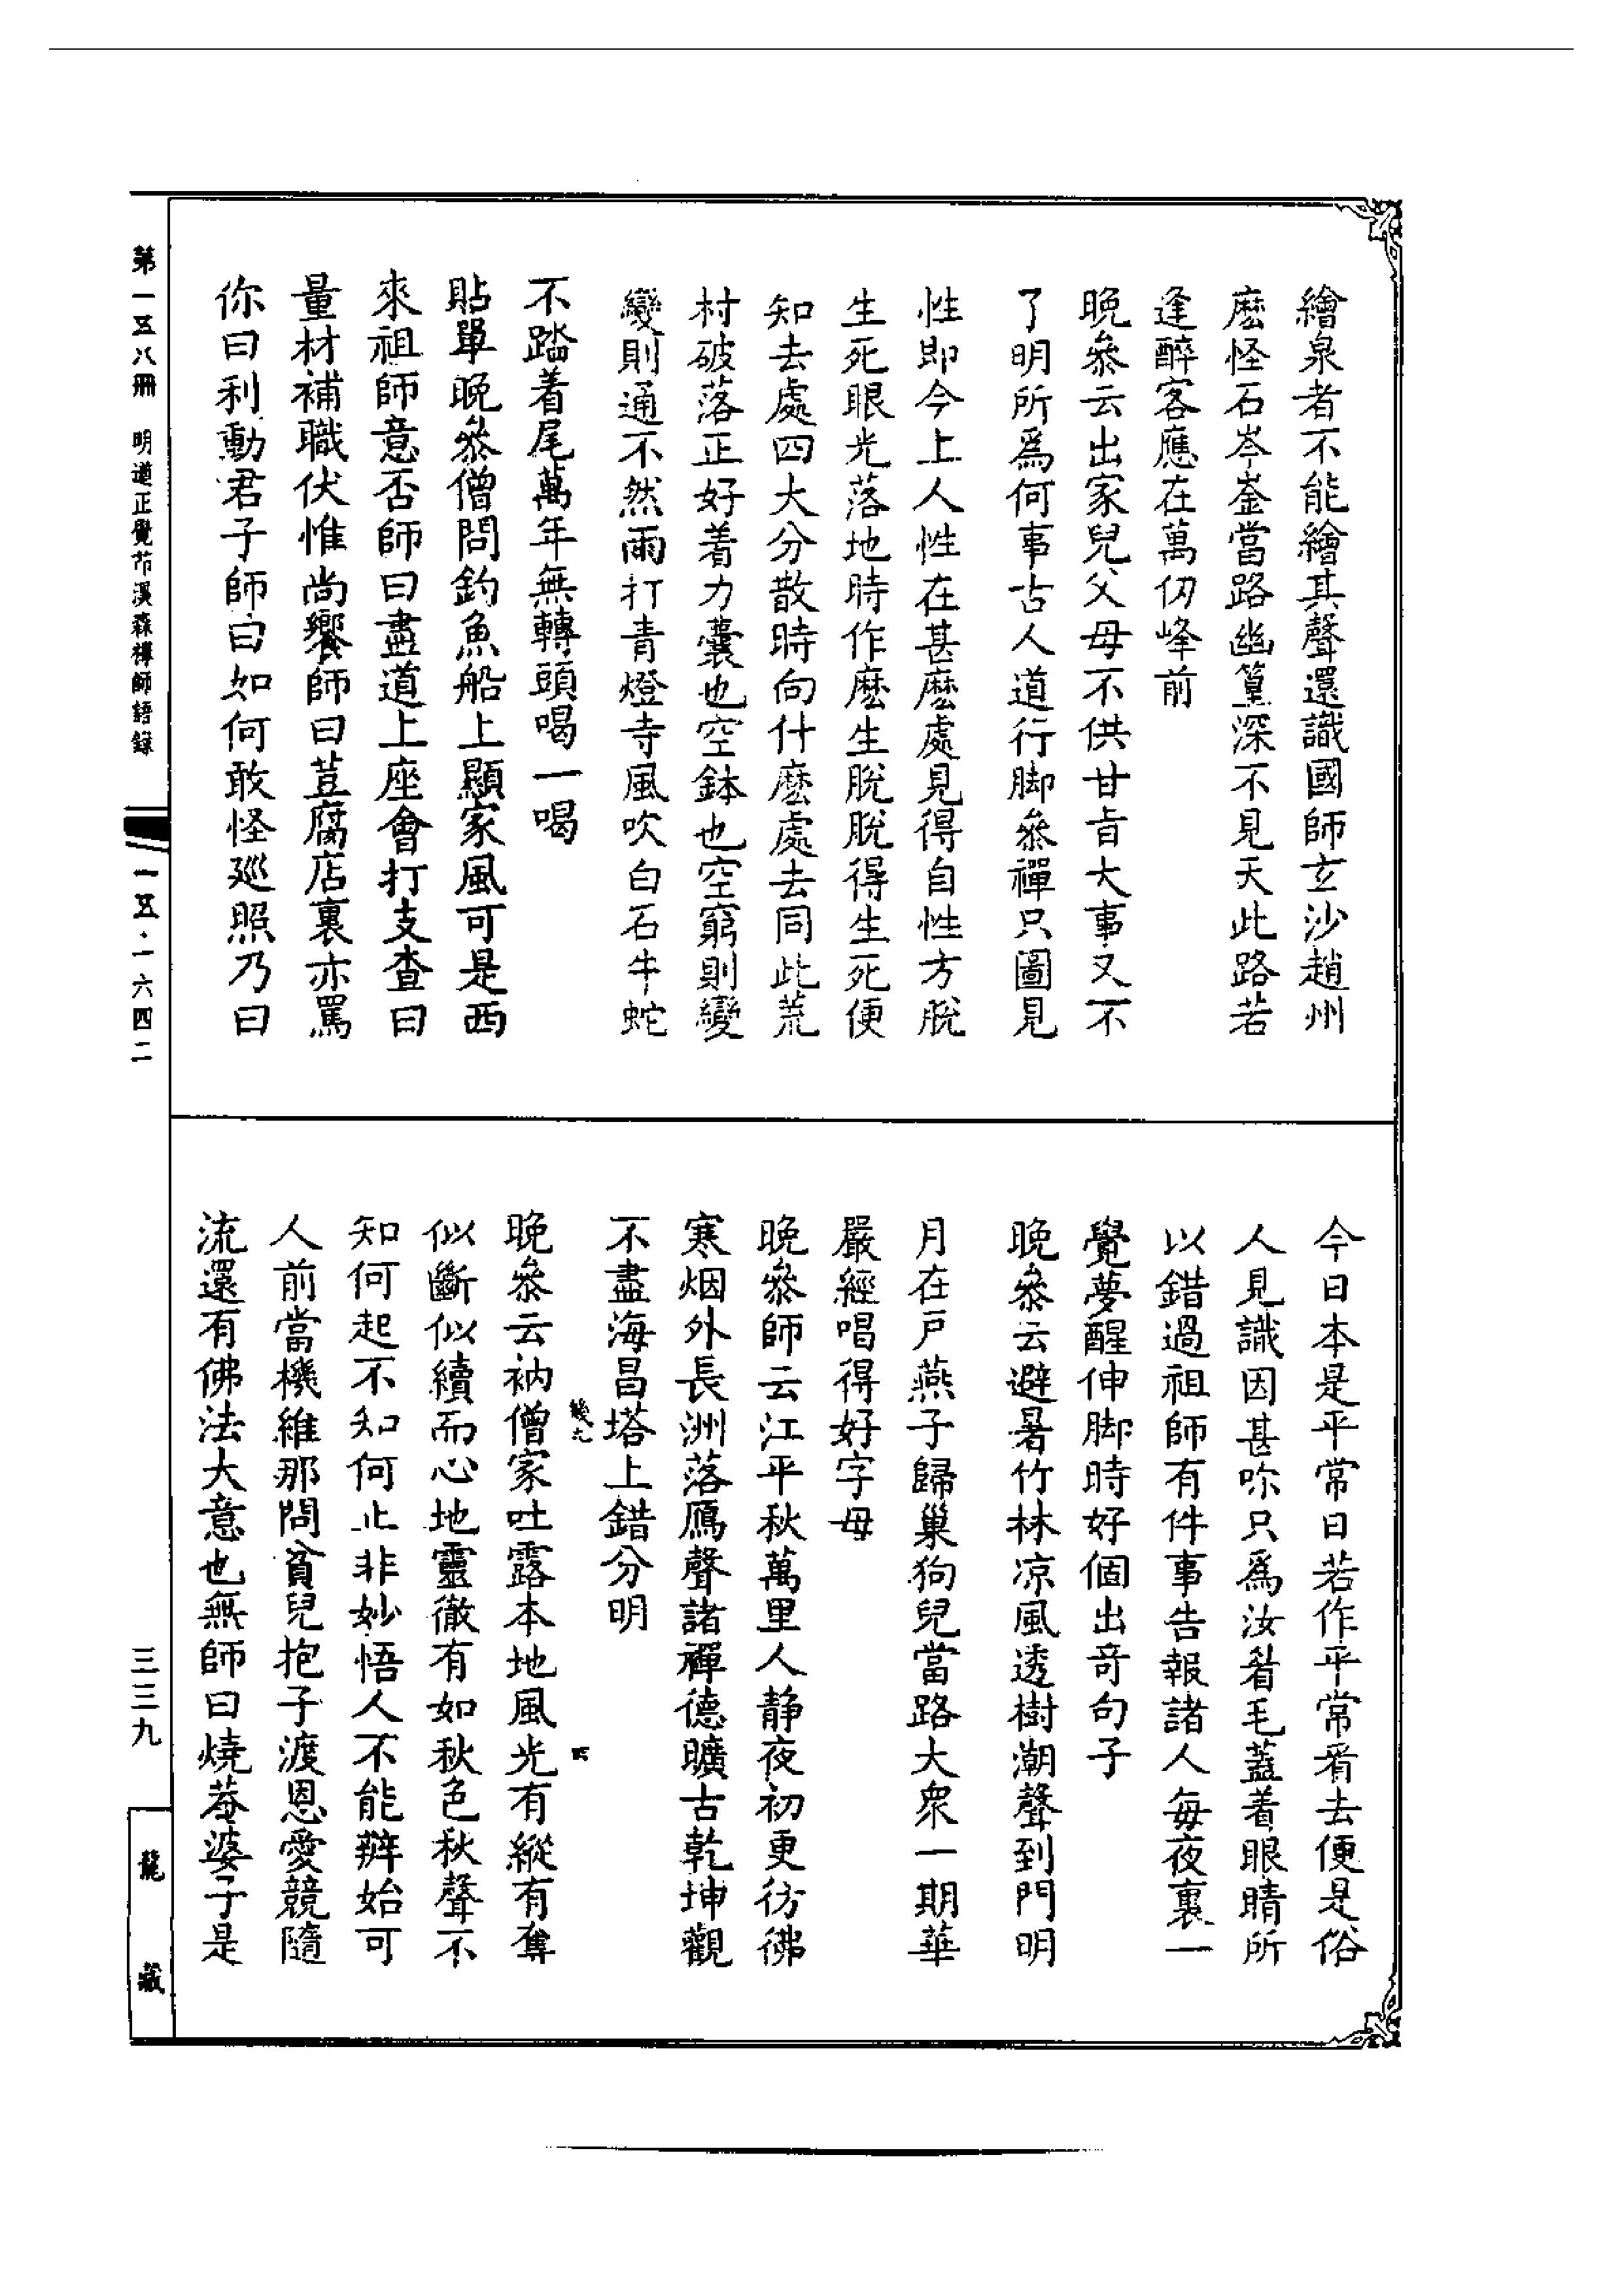 繪泉者不能繪其聲還識國師玄沙趙州
麽怪石岑崟當路幽篁深不見天此路若
逢醉客應在萬仞峰前
晚叅云出家兒父母不供甘旨大事又不
了明所爲何事古人道行脚叅禪只圖見
性即今上人性在甚麽處見得自性方脫
生死眼光落地時作麽生脫脫得生死便
知去處四大分散時向什麽處去同此荒
村破落正好着力囊也空鉢也空窮則變
變則通不然雨打青燈寺風吹白石牛蛇
不踏着尾萬年無轉頭喝一喝
貼單晚叅僧問釣魚船上顯家風可是西
來祖師意否師曰盡道上座會打支查曰
量材補職伏惟尚饗師曰荳腐店裏亦罵
你曰利動君子師曰如何敢怪廵照乃曰
今日本是平常日若作平常看去便是俗
人見識因甚呢只爲汝眉毛蓋着眼睛所
以錯過祖師有件事告報諸人每夜裏一
覺夢醒伸脚時好個出竒句子
晚叅云避暑竹林凉風透樹潮聲到門明
月在戶燕子歸巢狗兒當路大衆一期華
嚴經唱得好字母
晚叅師云江平秋萬里人静夜初更彷彿
寒烟外長洲落鴈聲諸禪德曠古乾坤觀
不盡海昌塔上錯分明
晚叅云衲僧家吐露本地風光有縱有奪
似斷似續而心地靈徹有如秋色秋聲不
知何起不知何止非妙悟人不能辨始可
人前當機維那問貧兒抱子渡恩愛競隨
流還有佛法大意也無師曰燒菴婆子是
第一五八冊　明道正覺茚溪森禪師語錄
一五·一六四二
三三九
龍藏